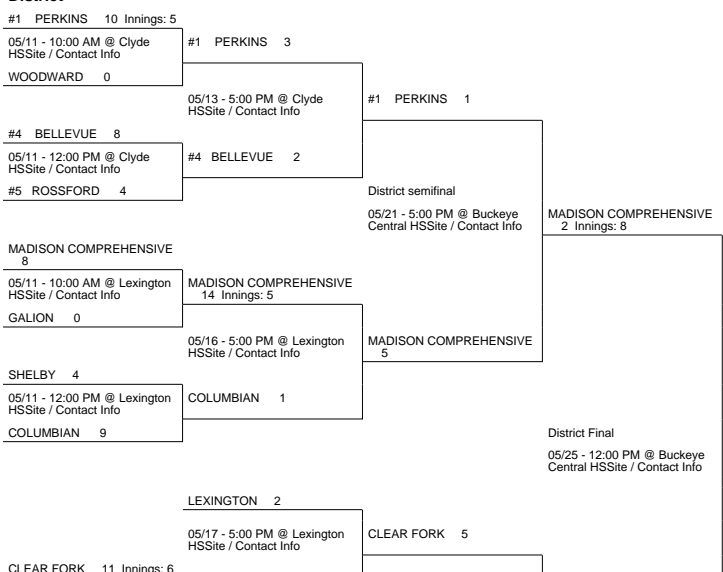 District
#1 PERKINS 10 Innings: 5
05/11 - 10:00 AM @ Clyde
HSSite / Contact Info
WOODWARD 0
#1 PERKINS 3
05/13 - 5:00 PM @ Clyde
HSSite / Contact Info
#4 BELLEVUE 8
05/11 - 12:00 PM @ Clyde
HSSite / Contact Info
#5 ROSSFORD 4
#4 BELLEVUE 2
#1 PERKINS 1
District semifinal
05/21 - 5:00 PM @ Buckeye
Central HSSite / Contact Info
MADISON COMPREHENSIVE
2 Innings: 8
MADISON COMPREHENSIVE
8
05/11 - 10:00 AM @ Lexington
HSSite / Contact Info
GALION 0
MADISON COMPREHENSIVE
14 Innings: 5
05/16 - 5:00 PM @ Lexington
HSSite / Contact Info
MADISON COMPREHENSIVE
5
SHELBY 4
05/11 - 12:00 PM @ Lexington
HSSite / Contact Info
COLUMBIAN 9
COLUMBIAN 1
District Final
05/25 - 12:00 PM @ Buckeye
Central HSSite / Contact Info
LEXINGTON 2
05/17 - 5:00 PM @ Lexington
HSSite / Contact Info
CLEAR FORK 5
CLEAR FORK 11 Innings: 6